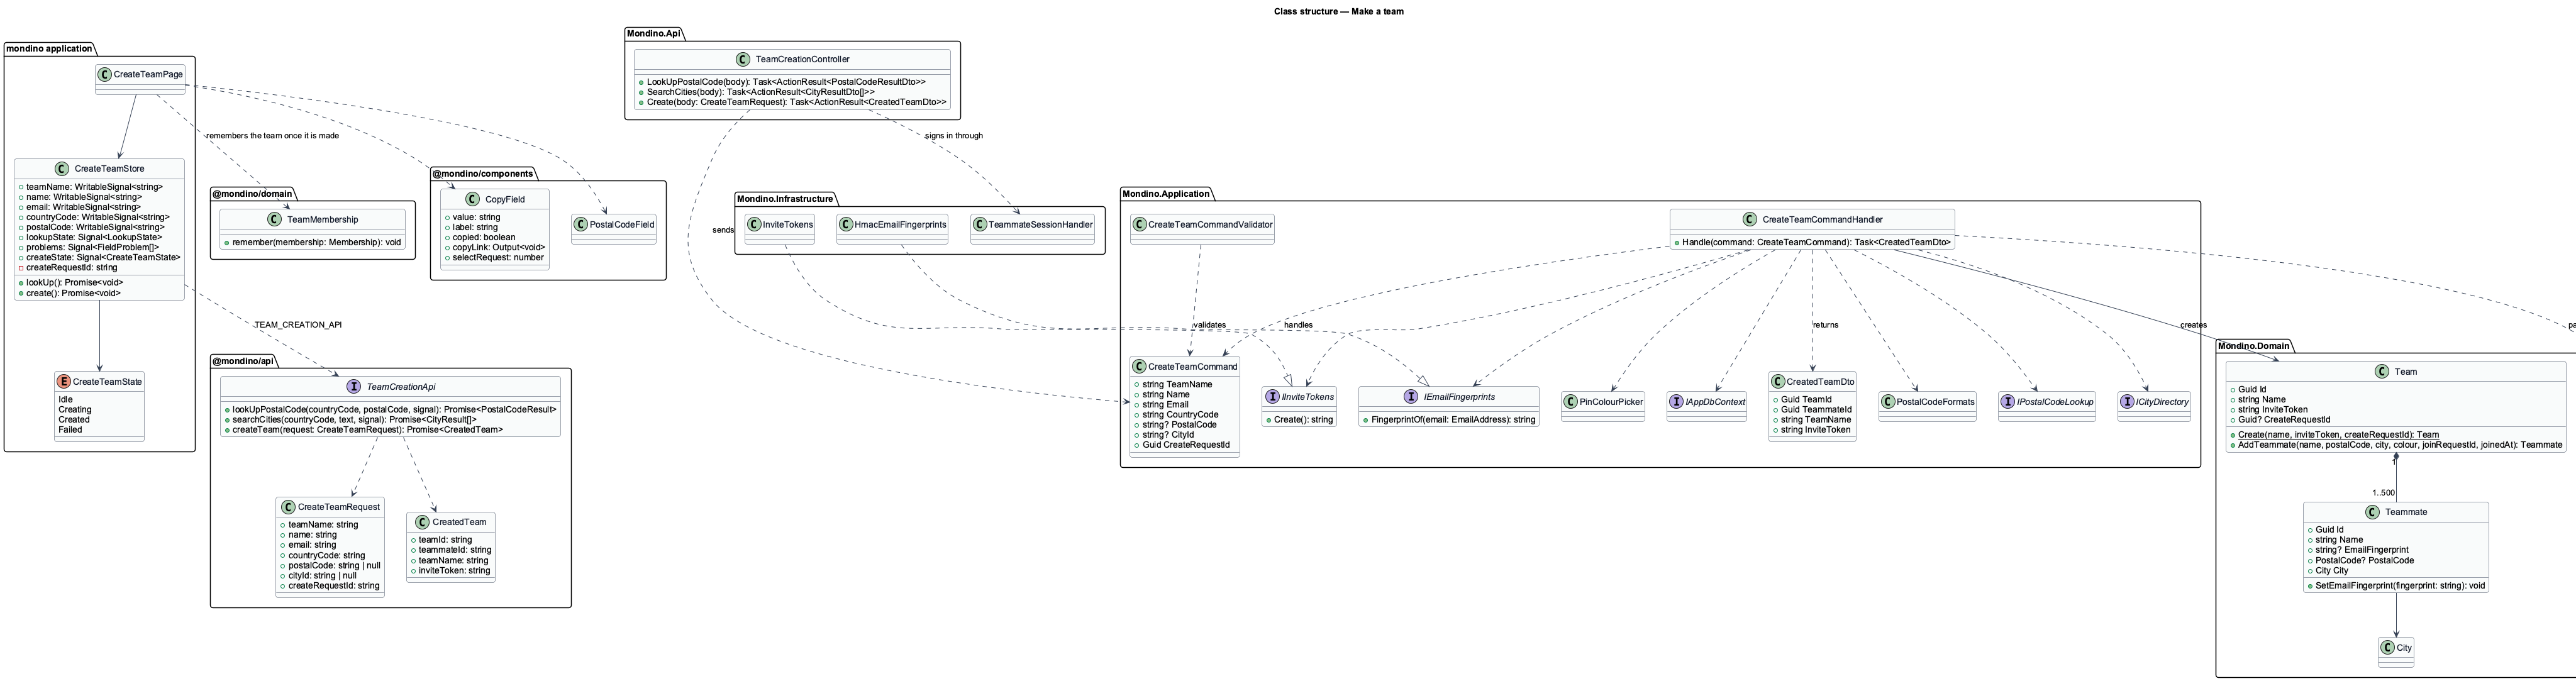 Class structure — Make a team
mondino application
CreateTeamPage
CreateTeamStore
teamName: WritableSignal<string>
name: WritableSignal<string>
email: WritableSignal<string>
countryCode: WritableSignal<string>
postalCode: WritableSignal<string>
lookupState: Signal<LookupState>
problems: Signal<FieldProblem[]>
createState: Signal<CreateTeamState>
createRequestId: string
lookUp(): Promise<void>
create(): Promise<void>
CreateTeamState
Idle
Creating
Created
Failed
remembers the team once it is made
TEAM_CREATION_API
@mondino/domain
TeamMembership
remember(membership: Membership): void
@mondino/components
CopyField
value: string
label: string
copied: boolean
copyLink: Output<void>
selectRequest: number
PostalCodeField
@mondino/api
TeamCreationApi
lookUpPostalCode(countryCode, postalCode, signal): Promise<PostalCodeResult>
searchCities(countryCode, text, signal): Promise<CityResult[]>
createTeam(request: CreateTeamRequest): Promise<CreatedTeam>
CreateTeamRequest
teamName: string
name: string
email: string
countryCode: string
postalCode: string | null
cityId: string | null
createRequestId: string
CreatedTeam
teamId: string
teammateId: string
teamName: string
inviteToken: string
Mondino.Api
TeamCreationController
LookUpPostalCode(body): Task<ActionResult<PostalCodeResultDto>>
SearchCities(body): Task<ActionResult<CityResultDto[]>>
Create(body: CreateTeamRequest): Task<ActionResult<CreatedTeamDto>>
sends
signs in through
Mondino.Infrastructure
InviteTokens
HmacEmailFingerprints
TeammateSessionHandler
Mondino.Application
CreateTeamCommandValidator
CreateTeamCommandHandler
Handle(command: CreateTeamCommand): Task<CreatedTeamDto>
validates
handles
returns
creates
pa
CreateTeamCommand
string TeamName
string Name
string Email
string CountryCode
string? PostalCode
string? CityId
Guid CreateRequestId
IInviteTokens
Create(): string
IEmailFingerprints
FingerprintOf(email: EmailAddress): string
PinColourPicker
IAppDbContext
CreatedTeamDto
Guid TeamId
Guid TeammateId
string TeamName
string InviteToken
PostalCodeFormats
IPostalCodeLookup
ICityDirectory
Mondino.Domain
Team
Guid Id
string Name
string InviteToken
Guid? CreateRequestId
Create(name, inviteToken, createRequestId): Team
AddTeammate(name, postalCode, city, colour, joinRequestId, joinedAt): Teammate
1
1..500
Teammate
Guid Id
string Name
string? EmailFingerprint
PostalCode? PostalCode
City City
SetEmailFingerprint(fingerprint: string): void
City